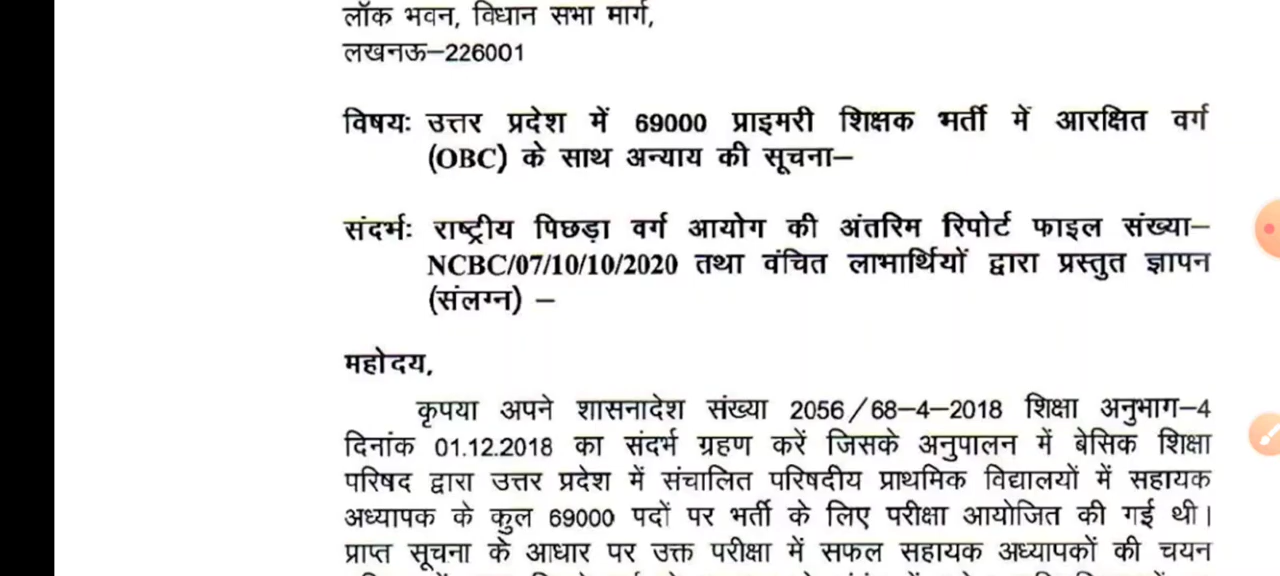 लॉक भवन, विधान सभा मार्ग,
लखनऊ–226001
विषयः उत्तर प्रदेश में 69000 प्राइमरी शिक्षक भर्ती में आरक्षित वर्ग
(OBC) के साथ अन्याय की सूचना–
संदर्भः राष्ट्रीय पिछड़ा वर्ग आयोग की अंतरिम रिपोर्ट फाइल संख्या–
NCBC/07/10/10/2020 तथा वंचित लाभार्थियों द्वारा प्रस्तुत ज्ञापन
(संलग्न) –
महोदय,
कृपया अपने शासनादेश संख्या 2056/68–4–2018 शिक्षा अनुभाग–4
दिनांक 01.12.2018 का संदर्भ ग्रहण करें जिसके अनुपालन में बेसिक शिक्षा
परिषद द्वारा उत्तर प्रदेश में संचालित परिषदीय प्राथमिक विद्यालयों में सहायक
अध्यापक के कुल 69000 पदों पर भर्ती के लिए परीक्षा आयोजित की गई थी।
प्राप्त सूचना के आधार पर उक्त परीक्षा में सफल सहायक अध्यापकों की चयन